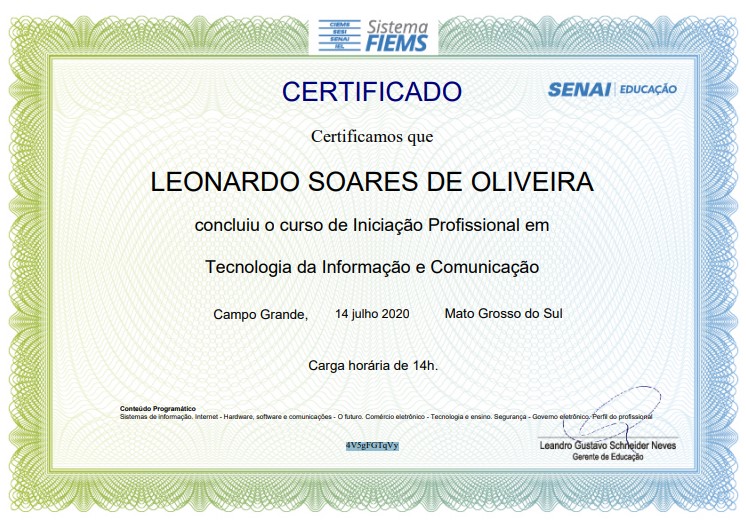 CIEMS
SESI
SENAI
IEL
Sistema
FIEMS
CERTIFICADO
SENAI | EDUCAÇÃO
Certificamos que
LEONARDO SOARES DE OLIVEIRA
concluiu o curso de Iniciação Profissional em
Tecnologia da Informação e Comunicação
Campo Grande, 14 julho 2020 Mato Grosso do Sul
Carga horária de 14h.
Conteúdo Programático
Sistemas de informação. Internet - Hardware, software e comunicações - O futuro. Comércio eletrônico - Tecnologia e ensino. Segurança - Governo eletrônico. Perfil do profissional
4V5gFGTqVy
Leandro Gustavo Schneider Neves
Gerente de Educação